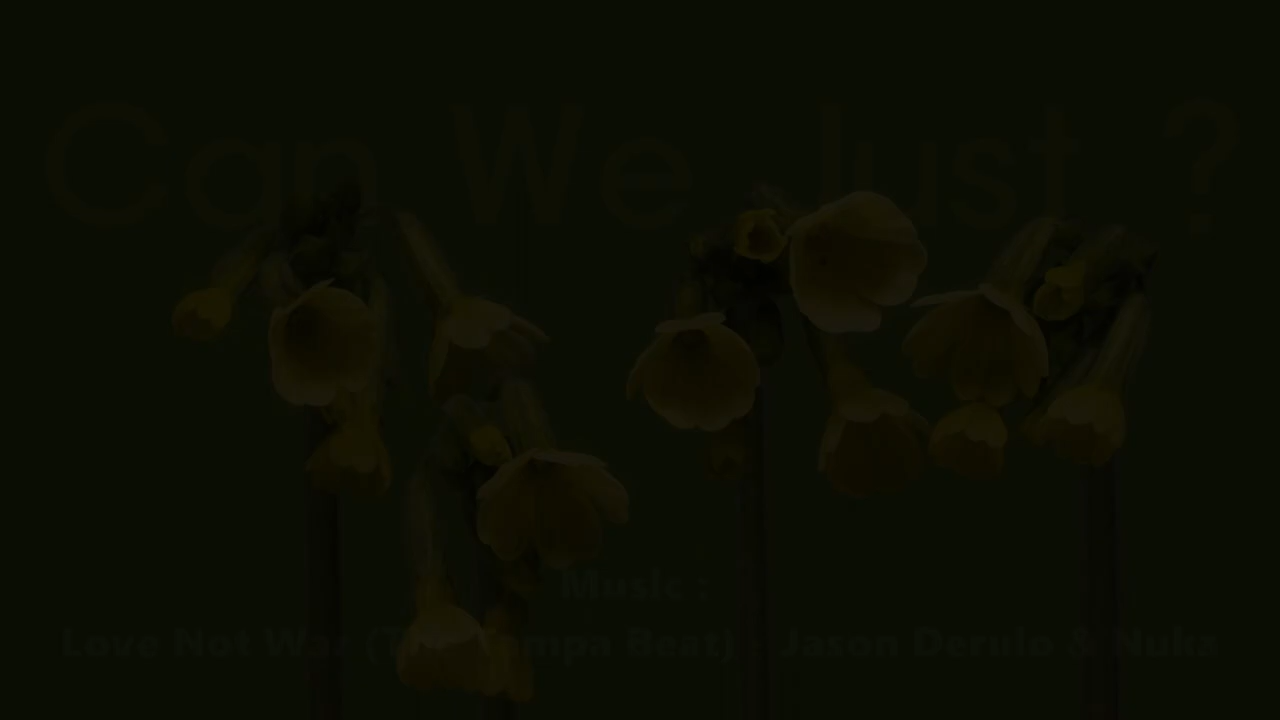 Can We Just ?
Music :
Love Not War (The Tampa Beat) - Jason Derulo & Nuka